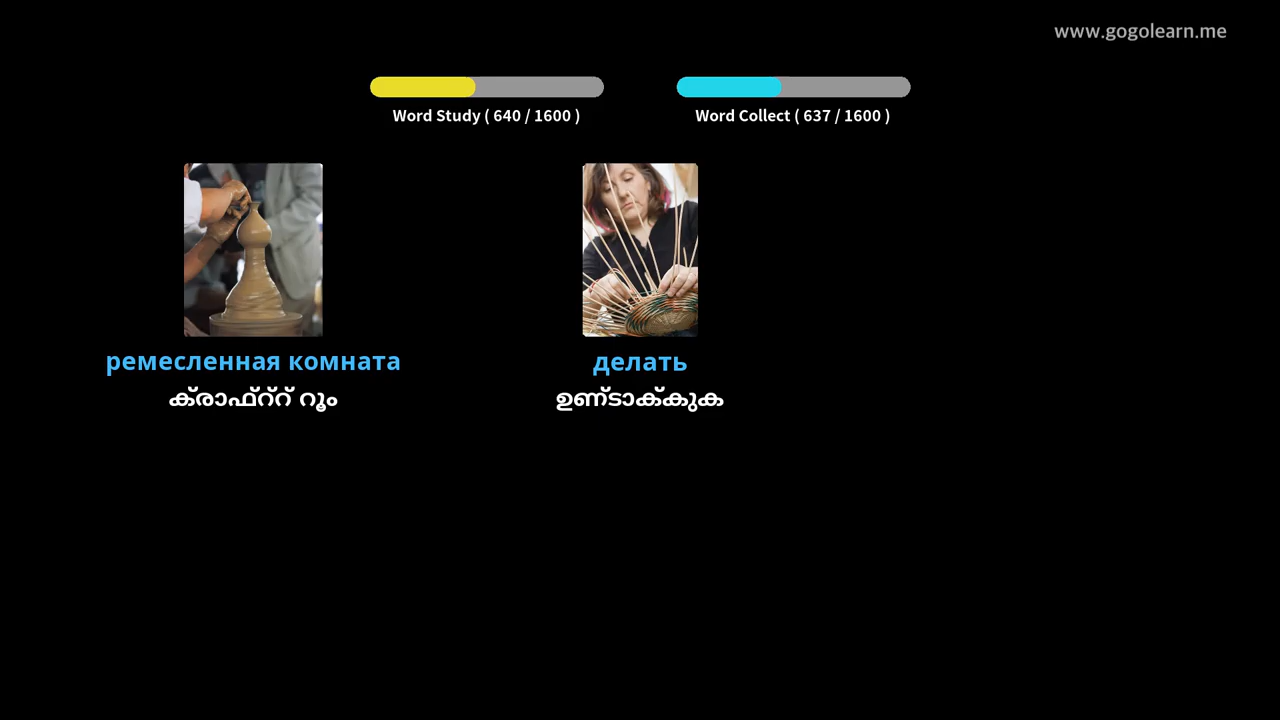 www.gogolearn.me
Word Study ( 640 / 1600 )
Word Collect ( 637 / 1600 )
ремесленная комната
ക്രാഫ്റ്റ് റൂം
делать
ഉണ്ടാക്കുക